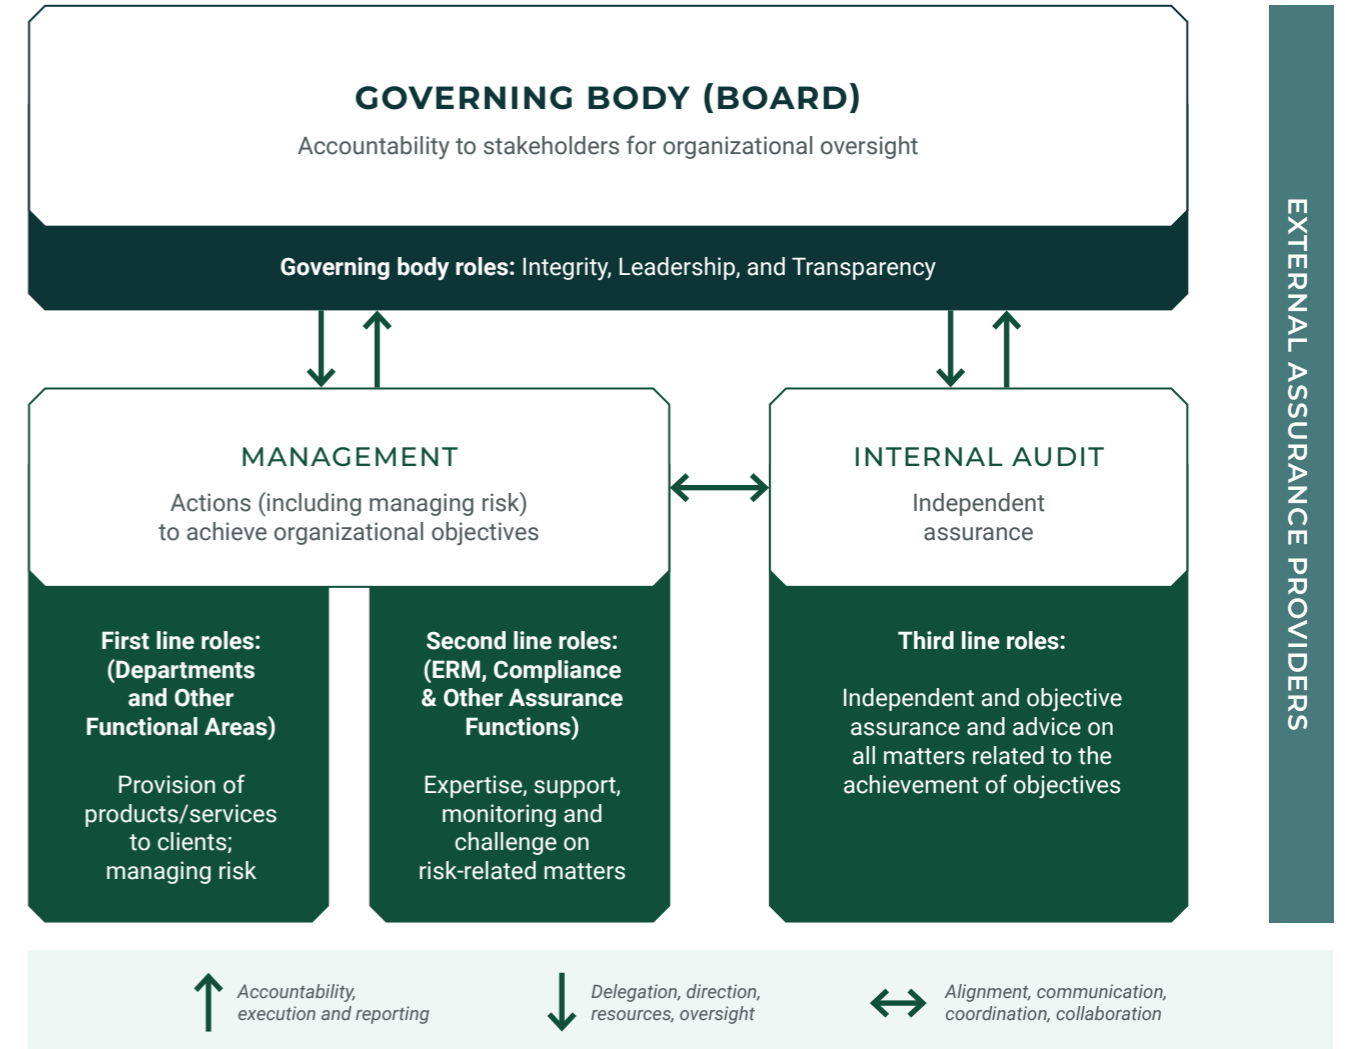 GOVERNING BODY (BOARD)
Accountability to stakeholders for organizational oversight
Governing body roles: Integrity, Leadership, and Transparency
MANAGEMENT
Actions (including managing risk)
to achieve organizational objectives
First line roles:
(Departments
and Other
Functional Areas)
Provision of
products/services
to clients;
managing risk
Second line roles:
(ERM, Compliance
& Other Assurance
Functions)
Expertise, support,
monitoring and
challenge on
risk-related matters
INTERNAL AUDIT
Independent
assurance
Third line roles:
Independent and objective
assurance and advice on
all matters related to the
achievement of objectives
EXTERNAL ASSURANCE PROVIDERS
Accountability,
execution and reporting
Delegation, direction,
resources, oversight
Alignment, communication,
coordination, collaboration